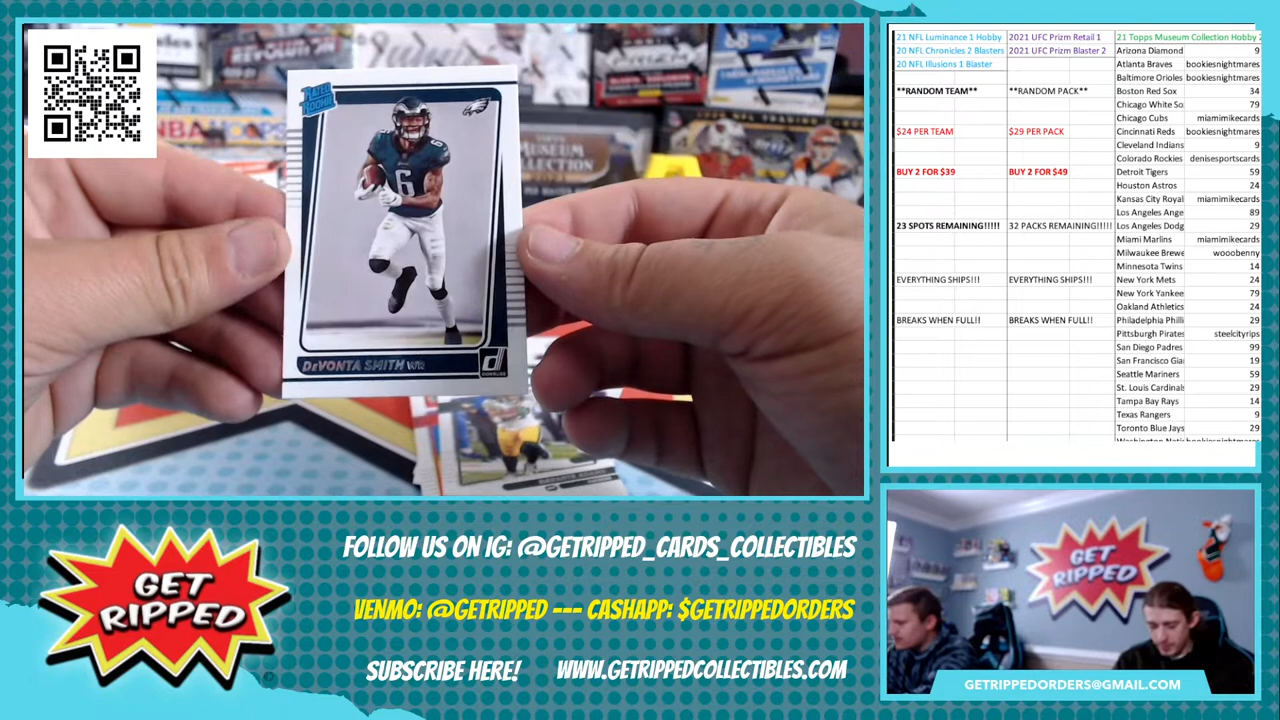 RATED
ROOKIE
6
DEVONTA SMITH WR
DONRUSS
MUSEUM
COLLECTION
21 NFL Luminance 1 Hobby
20 NFL Chronicles 2 Blasters
20 NFL Illusions 1 Blaster
**RANDOM TEAM**
$24 PER TEAM
BUY 2 FOR $39
23 SPOTS REMAINING!!!!!
EVERYTHING SHIPS!!!
BREAKS WHEN FULL!!
2021 UFC Prizm Retail 1
2021 UFC Prizm Blaster 2
**RANDOM PACK**
$29 PER PACK
BUY 2 FOR $49
32 PACKS REMAINING!!!!!
EVERYTHING SHIPS!!!
BREAKS WHEN FULL!!
21 Topps Museum Collection Hobby 2
Arizona Diamond 9
Atlanta Braves bookiesnightmares
Baltimore Orioles bookiesnightmares
Boston Red Sox 34
Chicago White So 79
Chicago Cubs miamimikecards
Cincinnati Reds bookiesnightmares
Cleveland Indians 9
Colorado Rockies denisesportscards
Detroit Tigers 59
Houston Astros 24
Kansas City Royal miamimikecards
Los Angeles Ange 89
Los Angeles Dodg 29
Miami Marlins miamimikecards
Milwaukee Brewe wooobenny
Minnesota Twins 14
New York Mets 24
New York Yankee 79
Oakland Athletics 24
Philadelphia Philli 29
Pittsburgh Pirates steelcityrips
San Diego Padres 99
San Francisco Gia 19
Seattle Mariners 59
St. Louis Cardinals 29
Tampa Bay Rays 14
Texas Rangers 9
Toronto Blue Jays 29
Washington Nati bookiesnightmares
GET
RIPPED
FOLLOW US ON IG: @GETRIPPED_CARDS_COLLECTIBLES
VENMO: @GETRIPPED --- CASHAPP: $GETRIPPEDORDERS
SUBSCRIBE HERE! WWW.GETRIPPEDCOLLECTIBLES.COM
GET
RIPPED
GETRIPPEDORDERS@GMAIL.COM